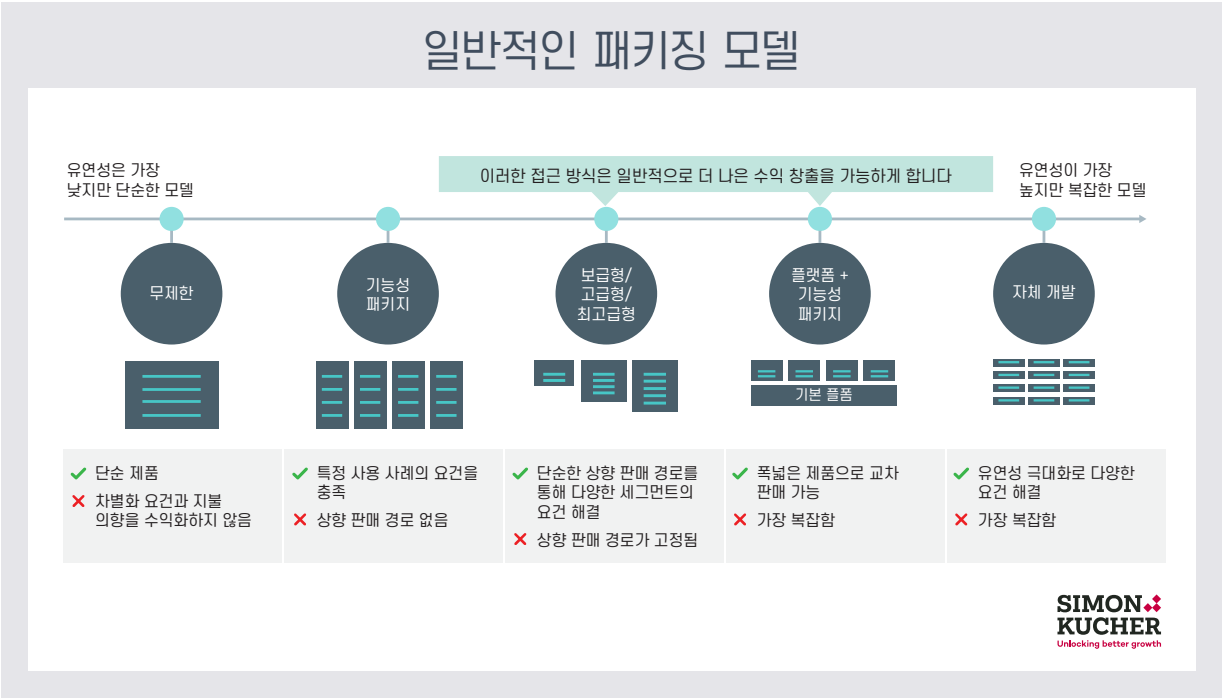 일반적인 패키징 모델
유연성은 가장
낮지만 단순한 모델
이러한 접근 방식은 일반적으로 더 나은 수익 창출을 가능하게 합니다
유연성이 가장
높지만 복잡한 모델
무제한
기능성
패키지
보급형/
고급형/
최고급형
플랫폼 +
기능성
패키지
자체 개발
기본 플폼
단순 제품
차별화 요건과 지불
의향을 수익화하지 않음
특정 사용 사례의 요건을
충족
상향 판매 경로 없음
단순한 상향 판매 경로를
통해 다양한 세그먼트의
요건 해결
상향 판매 경로가 고정됨
폭넓은 제품으로 교차
판매 가능
가장 복잡함
유연성 극대화로 다양한
요건 해결
가장 복잡함
SIMON
KUCHER
Unlocking better growth